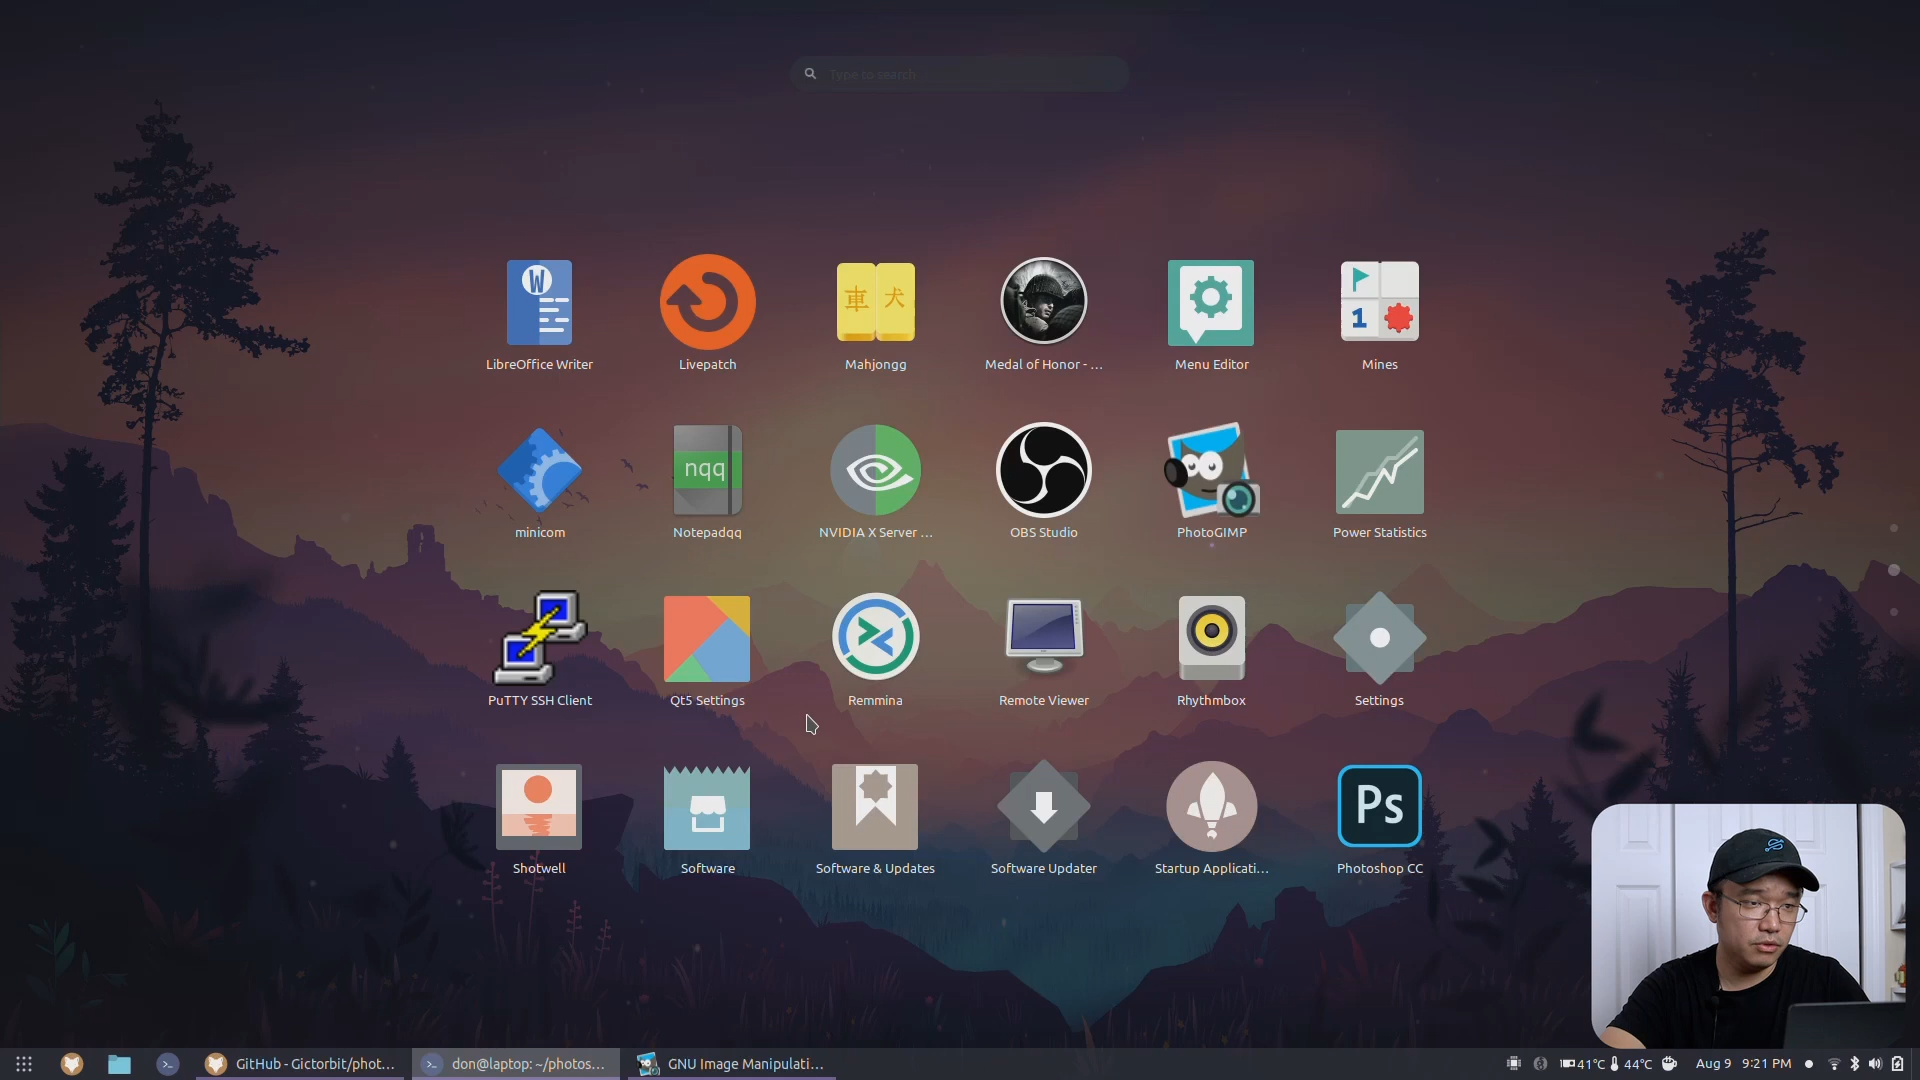 Type to search
W
車 犬
1
LibreOffice Writer
Livepatch
Mahjongg
Medal of Honor - ...
Menu Editor
Mines
nqq
minicom
Notepadqq
NVIDIA X Server ...
OBS Studio
PhotoGIMP
Power Statistics
PuTTY SSH Client
Qt5 Settings
Remmina
Remote Viewer
Rhythmbox
Settings
Ps
Shotwell
Software
Software & Updates
Software Updater
Startup Applicati...
Photoshop CC
GitHub - Gictorbit/phot...
don@laptop: ~/photos...
GNU Image Manipulati...
41°C
44°C
Aug 9 9:21 PM